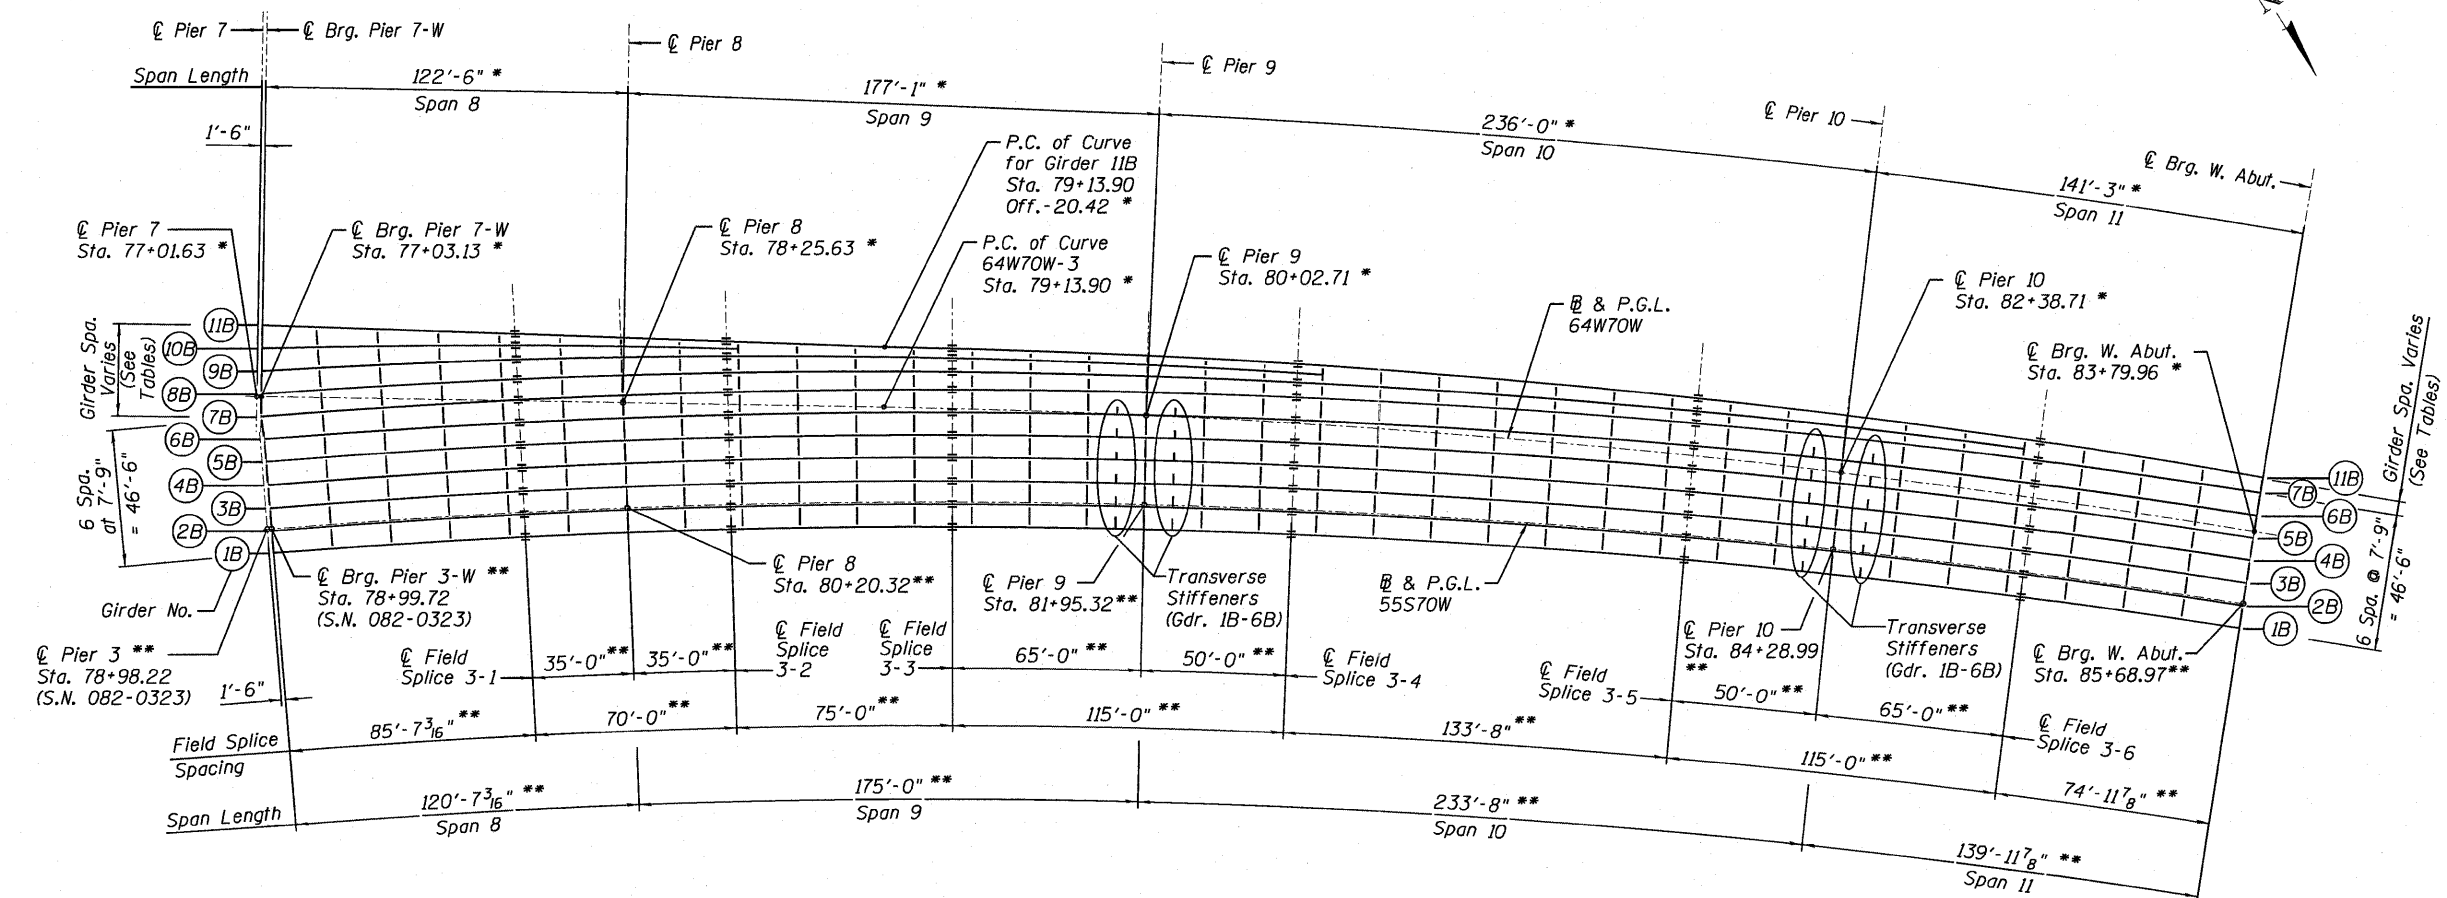 ℄ Pier 7
℄ Brg. Pier 7-W
℄ Pier 8
℄ Pier 9
℄ Pier 10
℄ Brg. W. Abut.
Span Length
122'-6" *
Span 8
177'-1" *
Span 9
236'-0" *
Span 10
141'-3" *
Span 11
1'-6"
P.C. of Curve
for Girder 11B
Sta. 79+13.90
Off.-20.42 *
P.C. of Curve
64W70W-3
Sta. 79+13.90 *
℄ Pier 7
Sta. 77+01.63 *
℄ Brg. Pier 7-W
Sta. 77+03.13 *
℄ Pier 8
Sta. 78+25.63 *
℄ Pier 9
Sta. 80+02.71 *
℄ Pier 10
Sta. 82+38.71 *
℄ Brg. W. Abut.
Sta. 83+79.96 *
B & P.G.L.
64W70W
Girder Spa.
Varies
(See
Tables)
6 Spa.
at 7'-9"
= 46'-6"
11B
10B
9B
8B
7B
6B
5B
4B
3B
2B
1B
Girder Spa. Varies
(See Tables)
6 Spa. @ 7'-9"
= 46'-6"
11B
7B
6B
5B
4B
3B
2B
1B
Girder No.
℄ Pier 3 **
Sta. 78+98.22
(S.N. 082-0323)
℄ Brg. Pier 3-W **
Sta. 78+99.72
(S.N. 082-0323)
1'-6"
℄ Pier 8
Sta. 80+20.32**
℄ Pier 9
Sta. 81+95.32**
Transverse
Stiffeners
(Gdr. 1B-6B)
B & P.G.L.
55S70W
℄ Pier 10
Sta. 84+28.99
**
Transverse
Stiffeners
(Gdr. 1B-6B)
℄ Brg. W. Abut.
Sta. 85+68.97**
℄ Field
Splice 3-1
35'-0"**
35'-0"**
℄ Field
Splice
3-2
℄ Field
Splice
3-3
65'-0" **
50'-0" **
℄ Field
Splice 3-4
℄ Field
Splice 3-5
50'-0" **
65'-0" **
℄ Field
Splice 3-6
Field Splice
Spacing
85'-7 3/16" **
70'-0" **
75'-0" **
115'-0" **
133'-8" **
115'-0" **
74'-11 7/8" **
Span Length
120'-7 3/16" **
Span 8
175'-0" **
Span 9
233'-8" **
Span 10
139'-11 7/8" **
Span 11